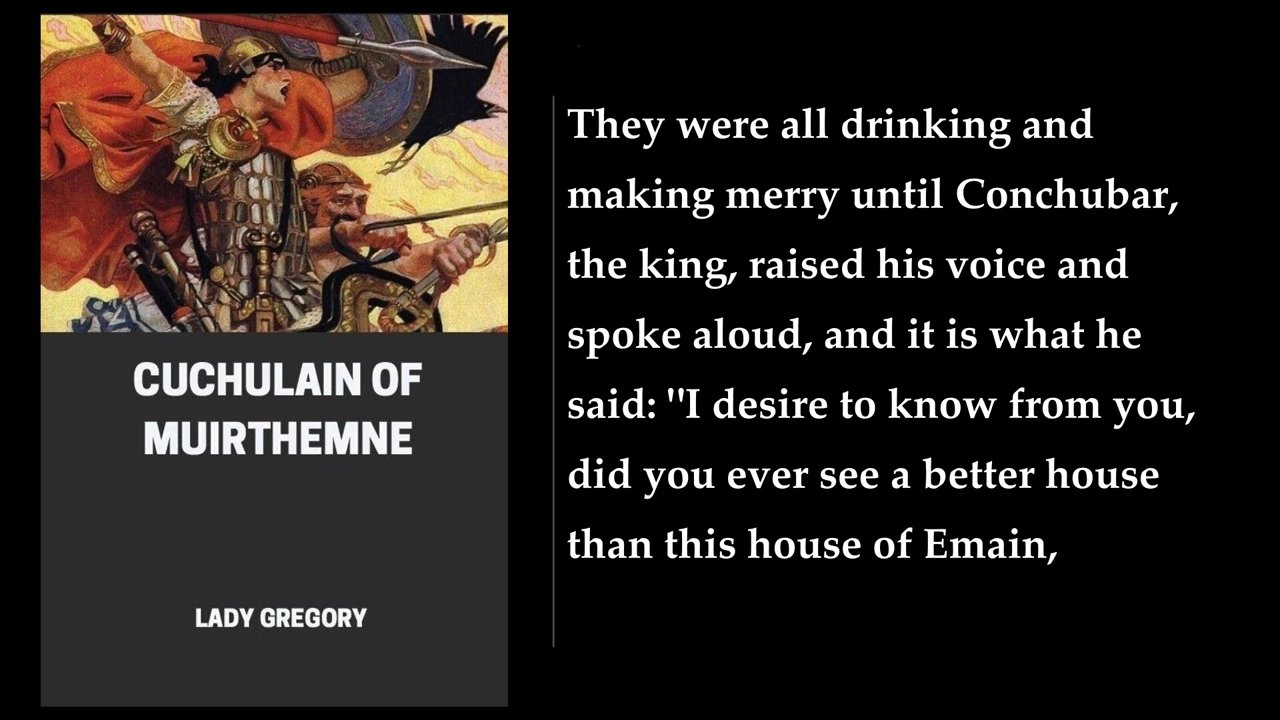 CUCHULAIN OF
MUIRTHEMNE
LADY GREGORY
They were all drinking and
making merry until Conchubar,
the king, raised his voice and
spoke aloud, and it is what he
said: "I desire to know from you,
did you ever see a better house
than this house of Emain,